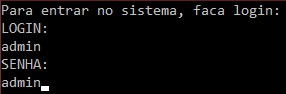 Para entrar no sistema, faca login:
LOGIN:
admin
SENHA:
admin